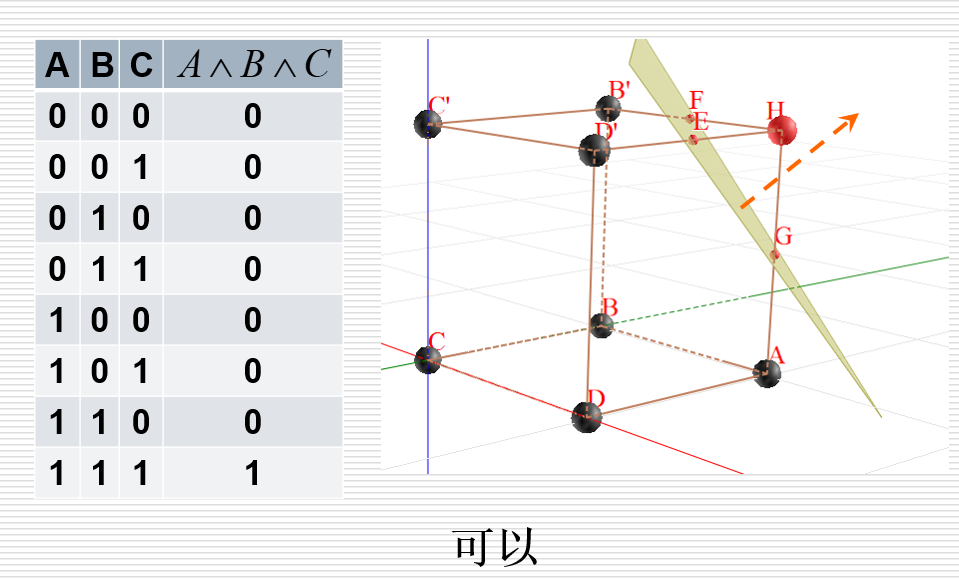 A B C A∧B∧C
0 0 0 0
0 0 1 0
0 1 0 0
0 1 1 0
1 0 0 0
1 0 1 0
1 1 0 0
1 1 1 1
C' B' F H
D' E
G
B
C A
D
可以